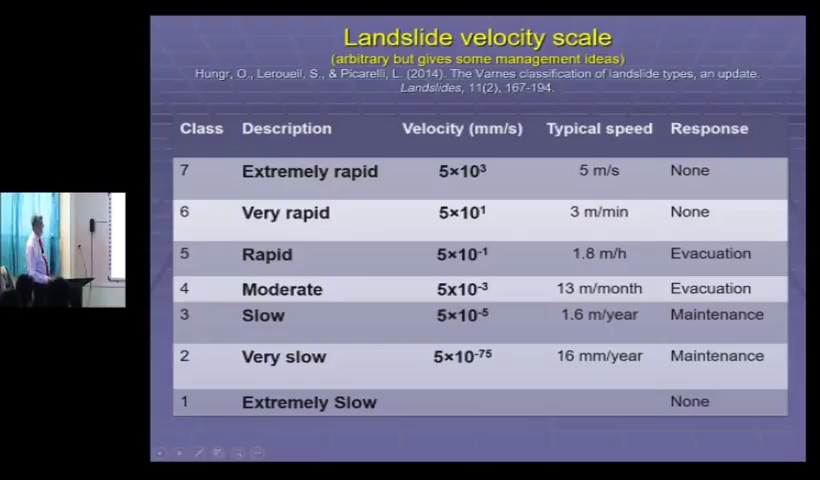 Landslide velocity scale
(arbitrary but gives some management ideas)
Hungr, O., Leroueil, S., & Picarelli, L. (2014). The Varnes classification of landslide types, an update.
Landslides, 11(2), 167-194.
Class Description Velocity (mm/s) Typical speed Response
7 Extremely rapid 5×10³ 5 m/s None
6 Very rapid 5×10¹ 3 m/min None
5 Rapid 5×10⁻¹ 1.8 m/h Evacuation
4 Moderate 5x10⁻³ 13 m/month Evacuation
3 Slow 5×10⁻⁵ 1.6 m/year Maintenance
2 Very slow 5×10⁻⁷⁵ 16 mm/year Maintenance
1 Extremely Slow None